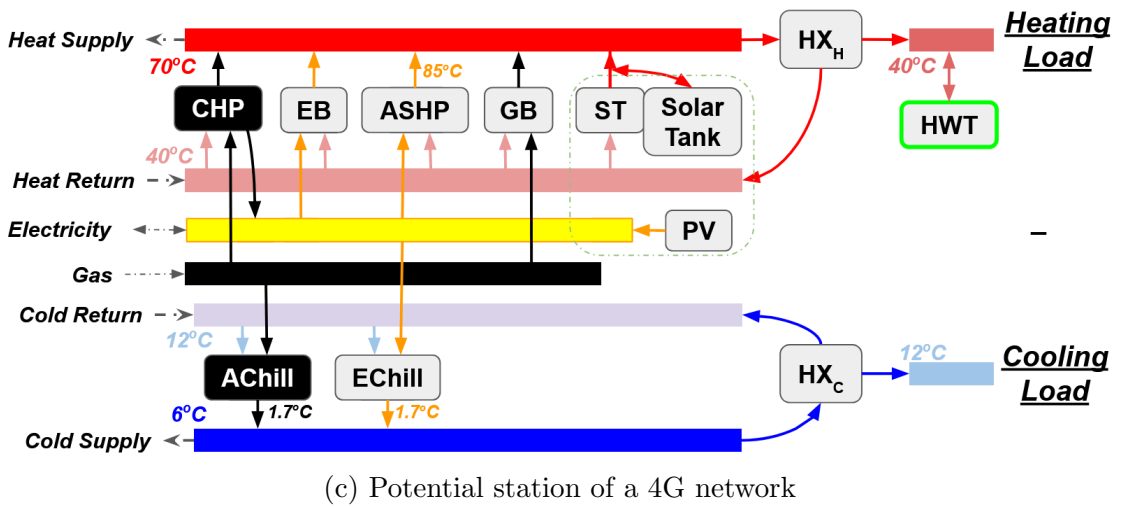 Heat Supply
70°C
85°C
HX_H
40°C
Heating
Load
CHP
EB
ASHP
GB
ST
Solar
Tank
HWT
40°C
Heat Return
Electricity
PV
–
Gas
Cold Return
12°C
AChill
EChill
HX_C
12°C
Cooling
Load
6°C
1.7°C
1.7°C
Cold Supply
(c) Potential station of a 4G network